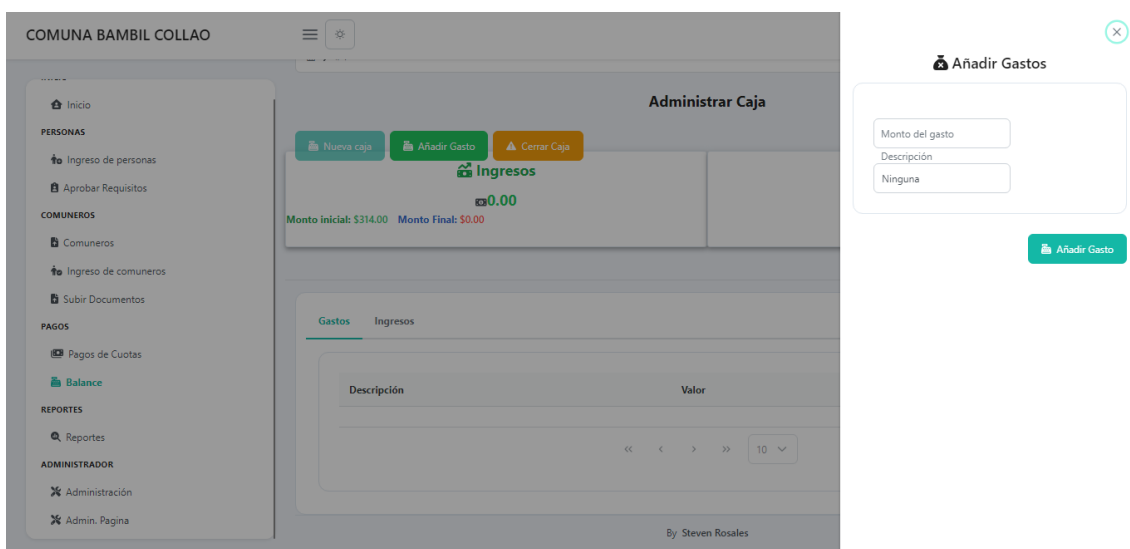 COMUNA BAMBIL COLLAO
Inicio
PERSONAS
Ingreso de personas
Aprobar Requisitos
COMUNEROS
Comuneros
Ingreso de comuneros
Subir Documentos
PAGOS
Pagos de Cuotas
Balance
REPORTES
Reportes
ADMINISTRADOR
Administración
Admin. Pagina
Administrar Caja
Nueva caja Añadir Gasto Cerrar Caja
Ingresos
0.00
Monto inicial: $314.00 Monto Final: $0.00
Gastos Ingresos
Descripción Valor
« < > » 10
By Steven Rosales
Añadir Gastos
Monto del gasto
Descripción
Ninguna
Añadir Gasto